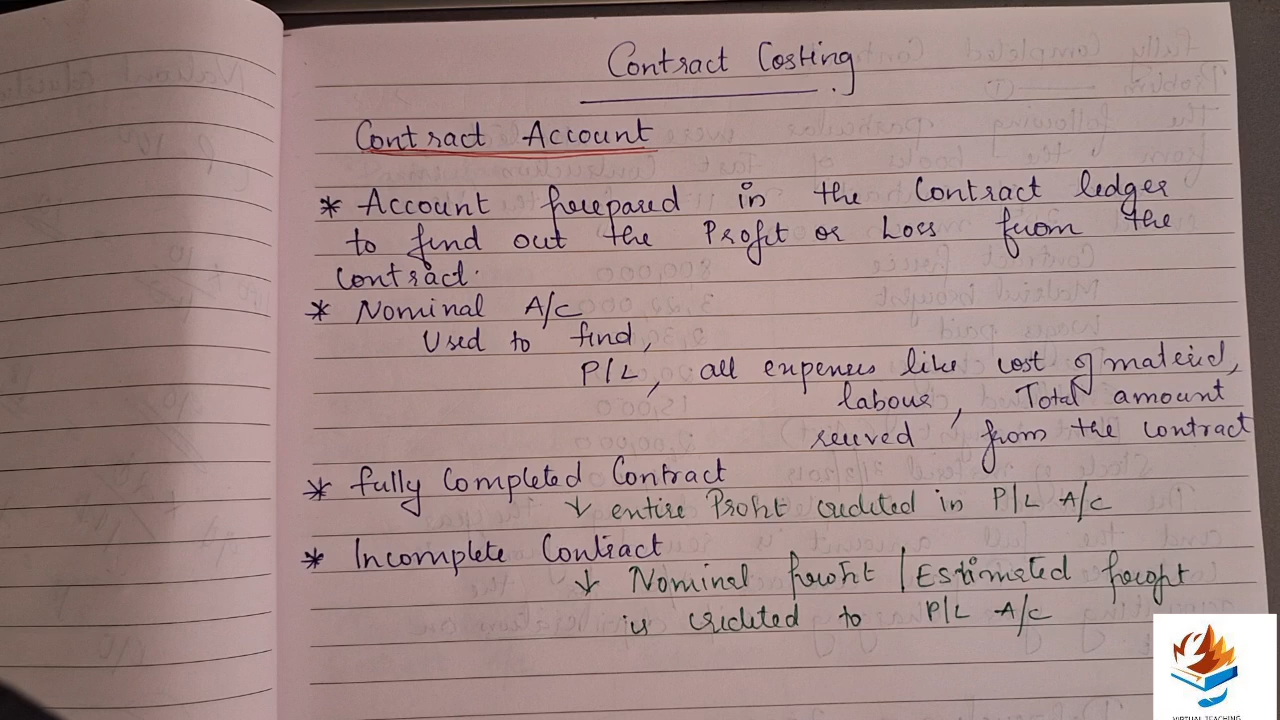 Contract Costing
Contract Account
* Account prepared in the Contract ledger
to find out the Profit or Loss from the
Contract.
* Nominal A/c
Used to find,
P/L, all expenses like cost of material,
labour, Total amount
received from the contract
* fully Completed Contract
↓ entire Profit credited in P/L A/c
* Incomplete Contract
↓ Nominal profit / Estimated profit
is credited to P/L A/c
VIRTUAL TEACHING